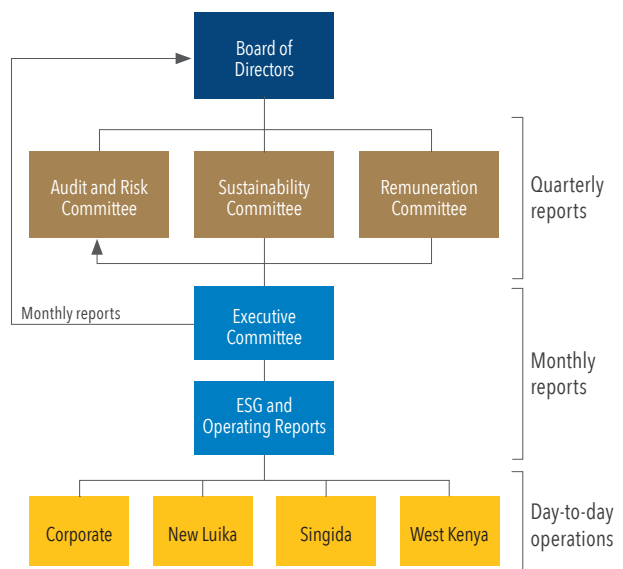 Board of
Directors
Audit and Risk
Committee
Sustainability
Committee
Remuneration
Committee
Quarterly
reports
Monthly reports
Executive
Committee
Monthly
reports
ESG and
Operating Reports
Corporate
New Luika
Singida
West Kenya
Day-to-day
operations